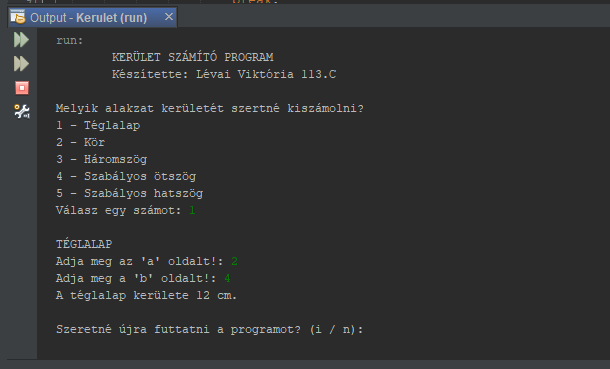 Output - Kerulet (run)
run:
KERÜLET SZÁMÍTÓ PROGRAM
Készítette: Lévai Viktória 113.C
Melyik alakzat kerületét szertné kiszámolni?
1 - Téglalap
2 - Kör
3 - Háromszög
4 - Szabályos ötszög
5 - Szabályos hatszög
Válasz egy számot: 1
TÉGLALAP
Adja meg az 'a' oldalt!: 2
Adja meg a 'b' oldalt!: 4
A téglalap kerülete 12 cm.
Szeretné újra futtatni a programot? (i / n):